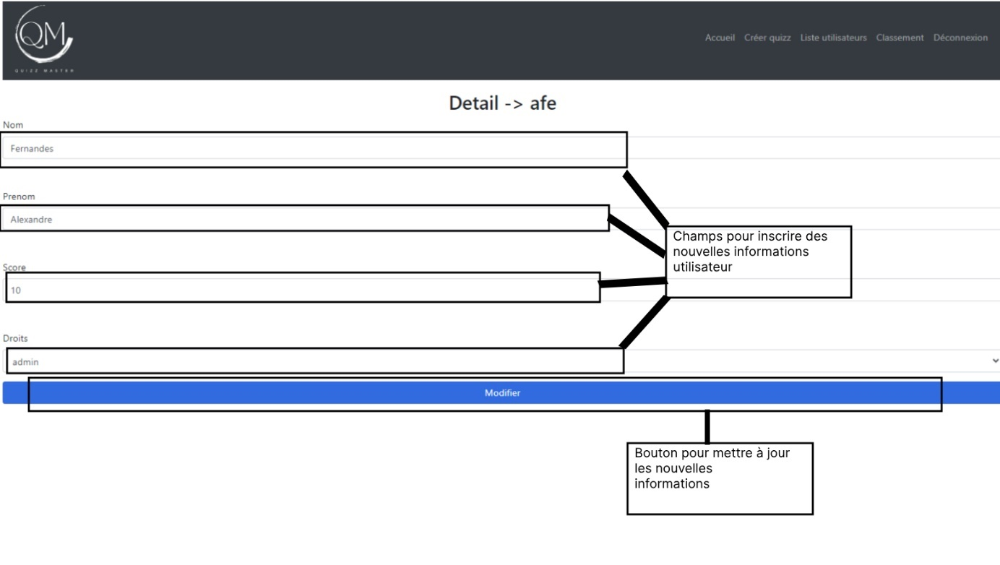 QM
QUIZZ MASTER
Accueil Créer quizz Liste utilisateurs Classement Déconnexion
Detail -> afe
Nom
Fernandes
Prenom
Alexandre
Champs pour inscrire des
nouvelles informations
utilisateur
Score
10
Droits
admin
Modifier
Bouton pour mettre à jour
les nouvelles
informations